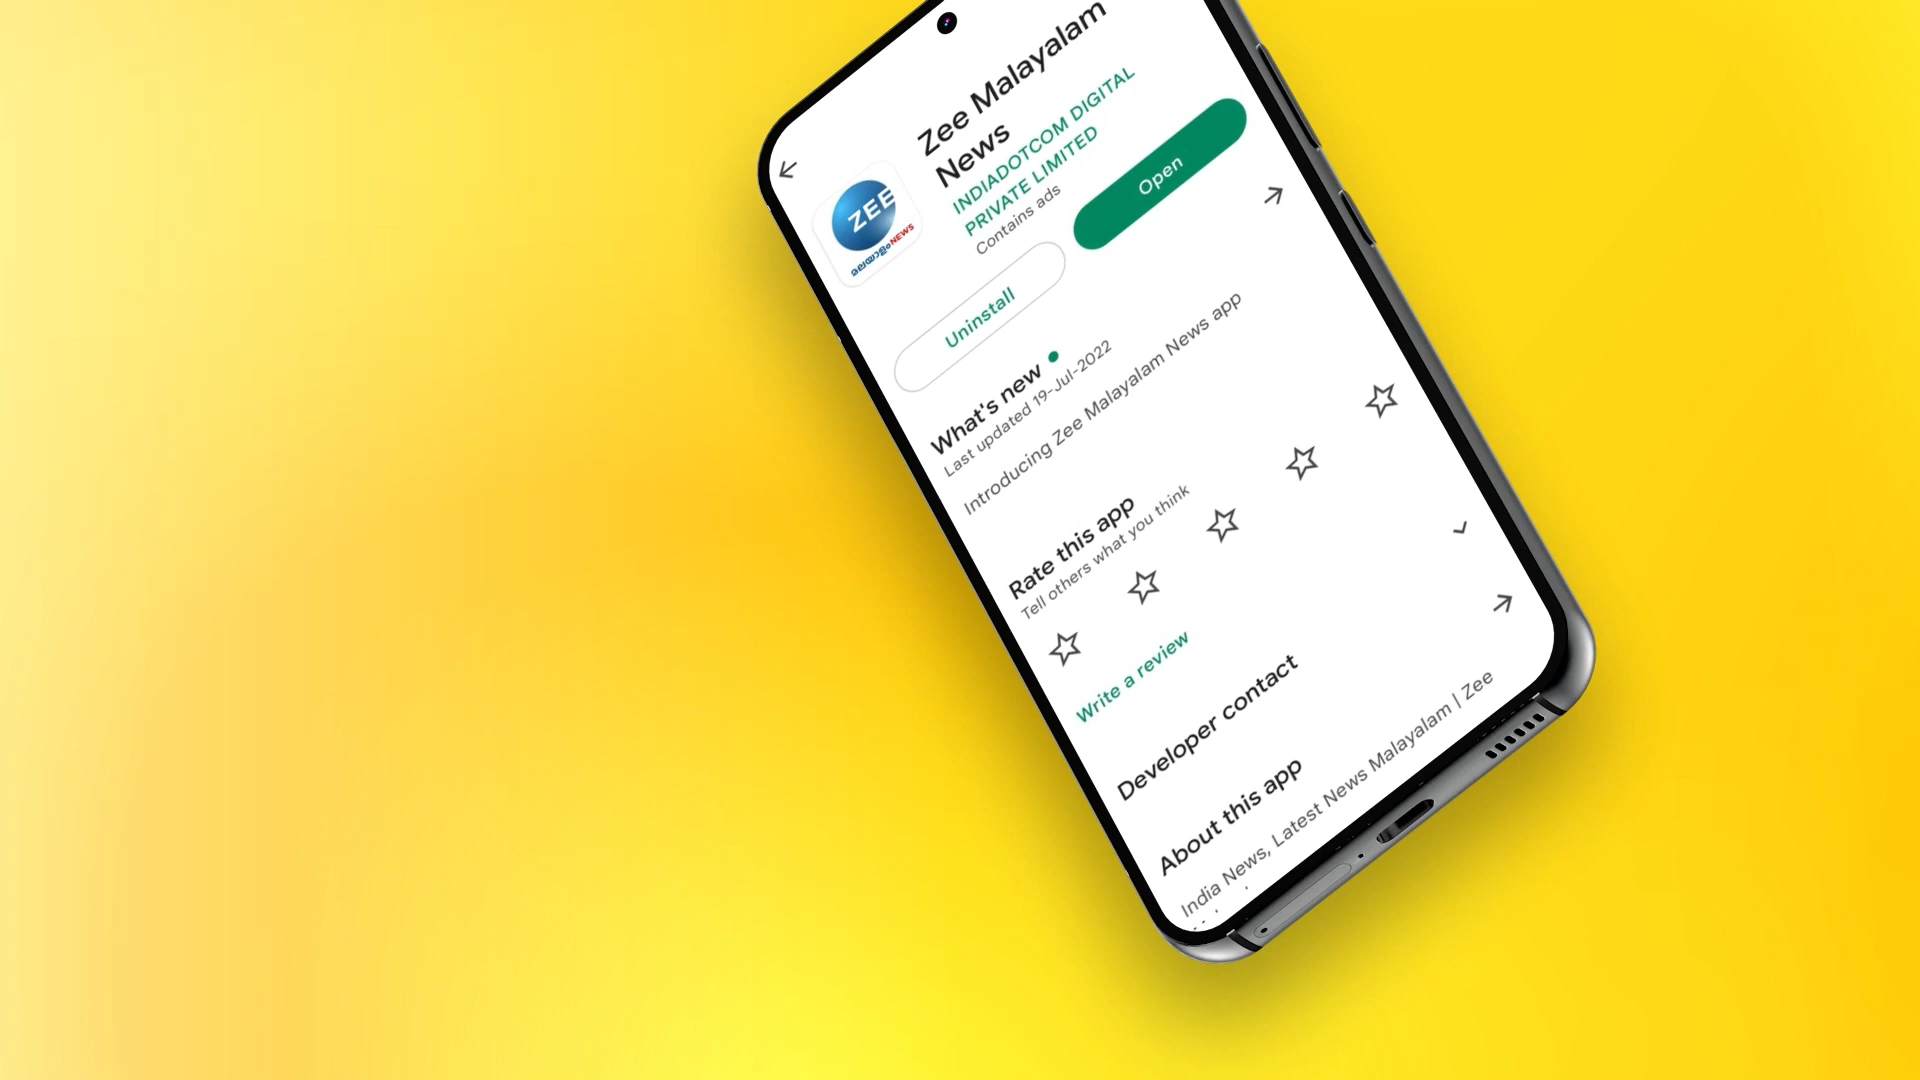 Zee Malayalam
News
INDIADOTCOM DIGITAL
PRIVATE LIMITED
Contains ads
ZEE
മലയാളം NEWS
Uninstall
Open
What's new
Last updated 19-Jul-2022
Introducing Zee Malayalam News app
Rate this app
Tell others what you think
Write a review
Developer contact
About this app
India News, Latest News Malayalam | Zee